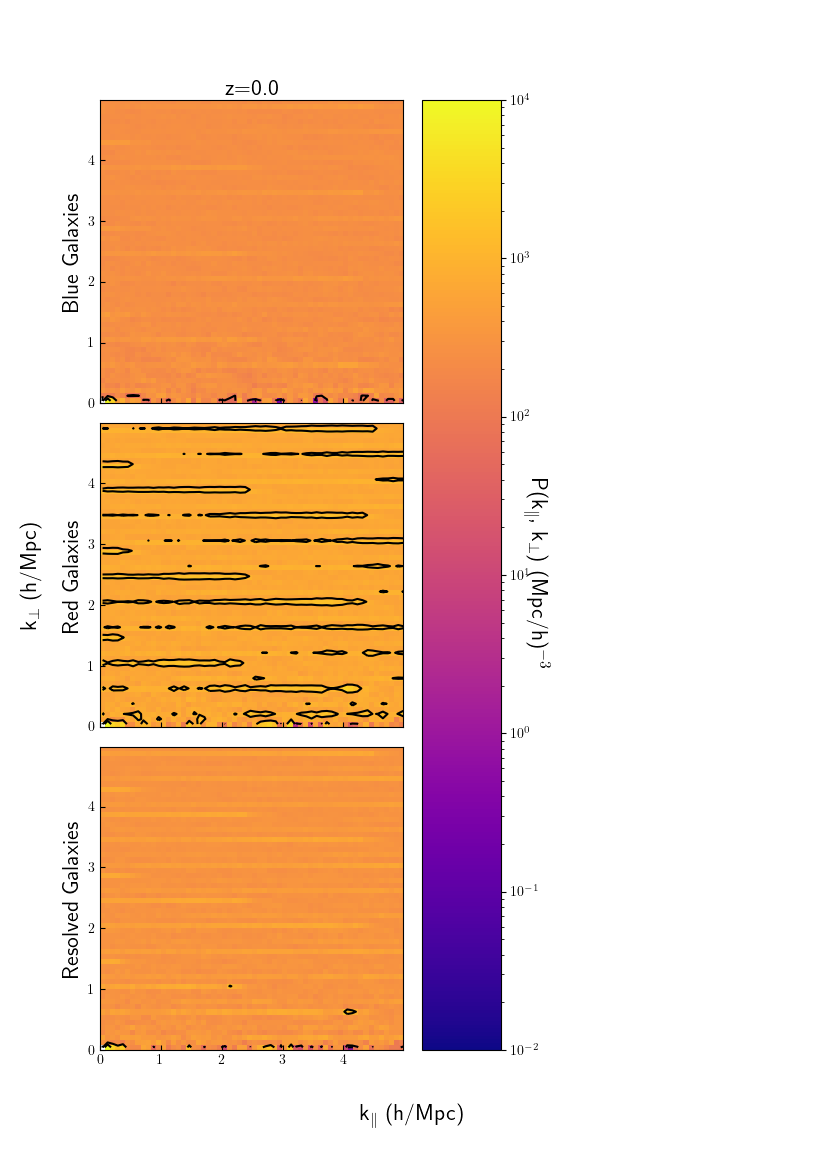 z=0.0
Blue Galaxies
4
3
2
1
0
Red Galaxies
4
3
2
1
0
Resolved Galaxies
4
3
2
1
0
0 1 2 3 4
k⊥ (h/Mpc)
k∥ (h/Mpc)
10⁴
10³
10²
10¹
10⁰
10⁻¹
10⁻²
P(k∥, k⊥) (Mpc/h)⁻³